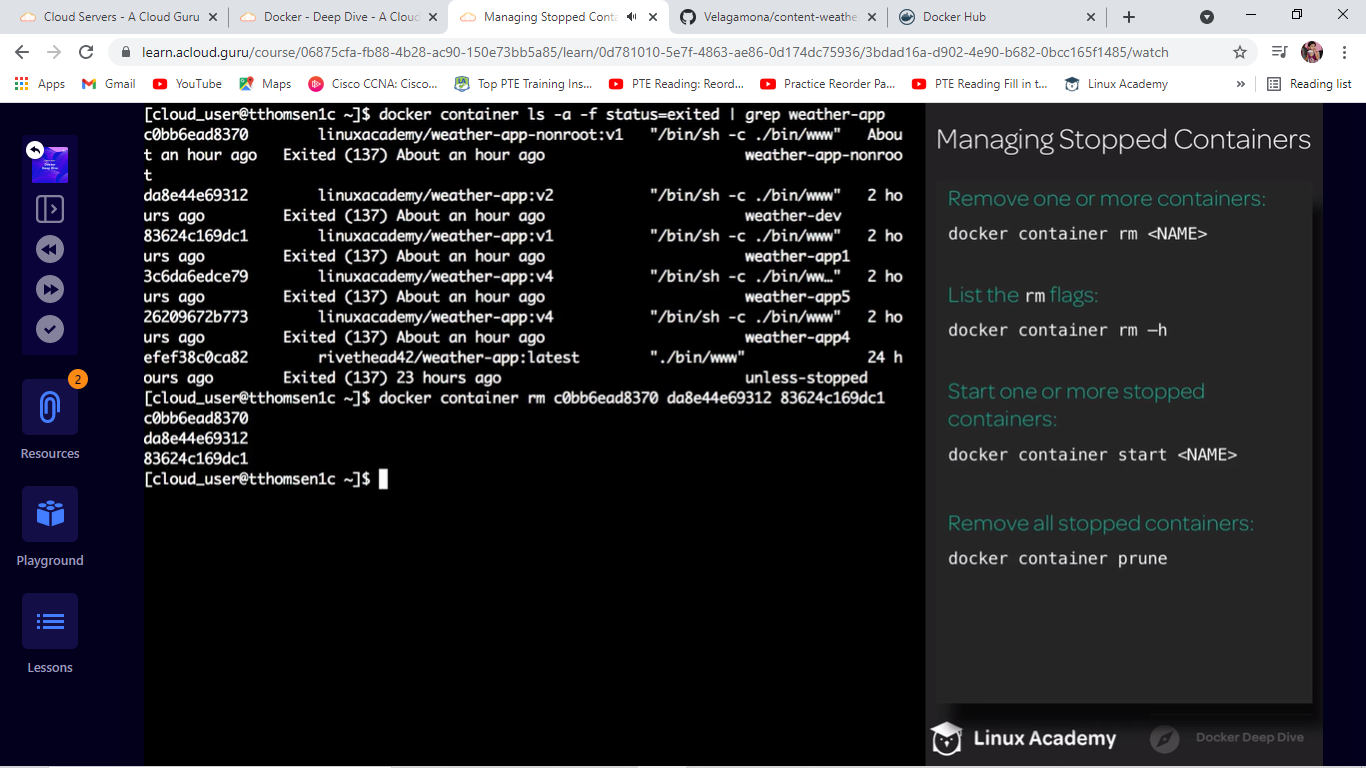 Cloud Servers - A Cloud Guru
Docker - Deep Dive - A Cloud
Managing Stopped Conta
Velagamona/content-weathe
Docker Hub
learn.acloud.guru/course/06875cfa-fb88-4b28-ac90-150e73bb5a85/learn/0d781010-5e7f-4863-ae86-0d174dc75936/3bdad16a-d902-4e90-b682-0bcc165f1485/watch
Apps
Gmail
YouTube
Maps
Cisco CCNA: Cisco...
Top PTE Training Ins...
PTE Reading: Reord...
Practice Reorder Pa...
PTE Reading Fill in t...
Linux Academy
»
Reading list
2
Resources
Playground
Lessons
[cloud_user@tthomsen1c ~]$ docker container ls -a -f status=exited | grep weather-app
c0bb6ead8370 linuxacademy/weather-app-nonroot:v1 "/bin/sh -c ./bin/www" Abou
t an hour ago Exited (137) About an hour ago weather-app-nonroo
t
da8e44e69312 linuxacademy/weather-app:v2 "/bin/sh -c ./bin/www" 2 ho
urs ago Exited (137) About an hour ago weather-dev
83624c169dc1 linuxacademy/weather-app:v1 "/bin/sh -c ./bin/www" 2 ho
urs ago Exited (137) About an hour ago weather-app1
3c6da6edce79 linuxacademy/weather-app:v4 "/bin/sh -c ./bin/ww…" 2 ho
urs ago Exited (137) About an hour ago weather-app5
26209672b773 linuxacademy/weather-app:v4 "/bin/sh -c ./bin/www" 2 ho
urs ago Exited (137) About an hour ago weather-app4
efef38c0ca82 rivethead42/weather-app:latest "./bin/www" 24 h
ours ago Exited (137) 23 hours ago unless-stopped
[cloud_user@tthomsen1c ~]$ docker container rm c0bb6ead8370 da8e44e69312 83624c169dc1
c0bb6ead8370
da8e44e69312
83624c169dc1
[cloud_user@tthomsen1c ~]$
Managing Stopped Containers
Remove one or more containers:
docker container rm <NAME>
List the rm flags:
docker container rm –h
Start one or more stopped
containers:
docker container start <NAME>
Remove all stopped containers:
docker container prune
Linux Academy
Docker Deep Dive